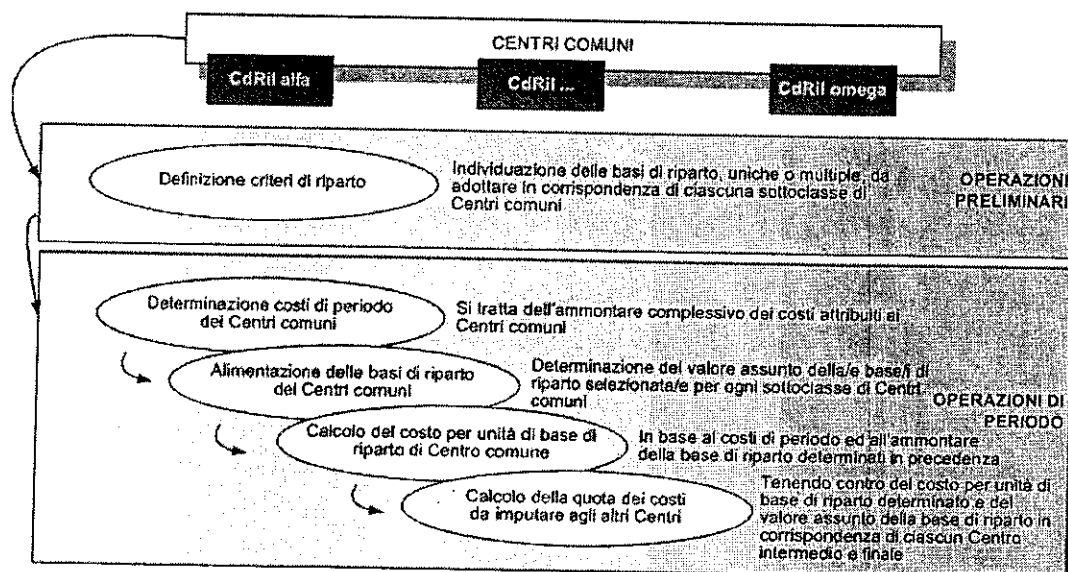 CENTRI COMUNI
CdRil alfa
CdRil ...
CdRil omega
Definizione criteri di riparto
Individuazione delle basi di riparto, uniche o multiple, da
adottare in corrispondenza di ciascuna sottoclasse di
Centri comuni
OPERAZIONI
PRELIMINARI
Determinazione costi di periodo
dei Centri comuni
Si tratta dell'ammontare complessivo dei costi attribuiti ai
Centri comuni
Alimentazione delle basi di riparto
dei Centri comuni
Determinazione del valore assunto della/e base/i di
riparto selezionata/e per ogni sottoclasse di Centri
comuni
OPERAZIONI DI
PERIODO
Calcolo del costo per unità di base di
riparto di Centro comune
In base ai costi di periodo ed all'ammontare
della base di riparto determinati in precedenza
Calcolo della quota dei costi
da imputare agli altri Centri
Tenendo contro del costo per unità di
base di riparto determinato e del
valore assunto della base di riparto in
corrispondenza di ciascun Centro
intermedio e finale